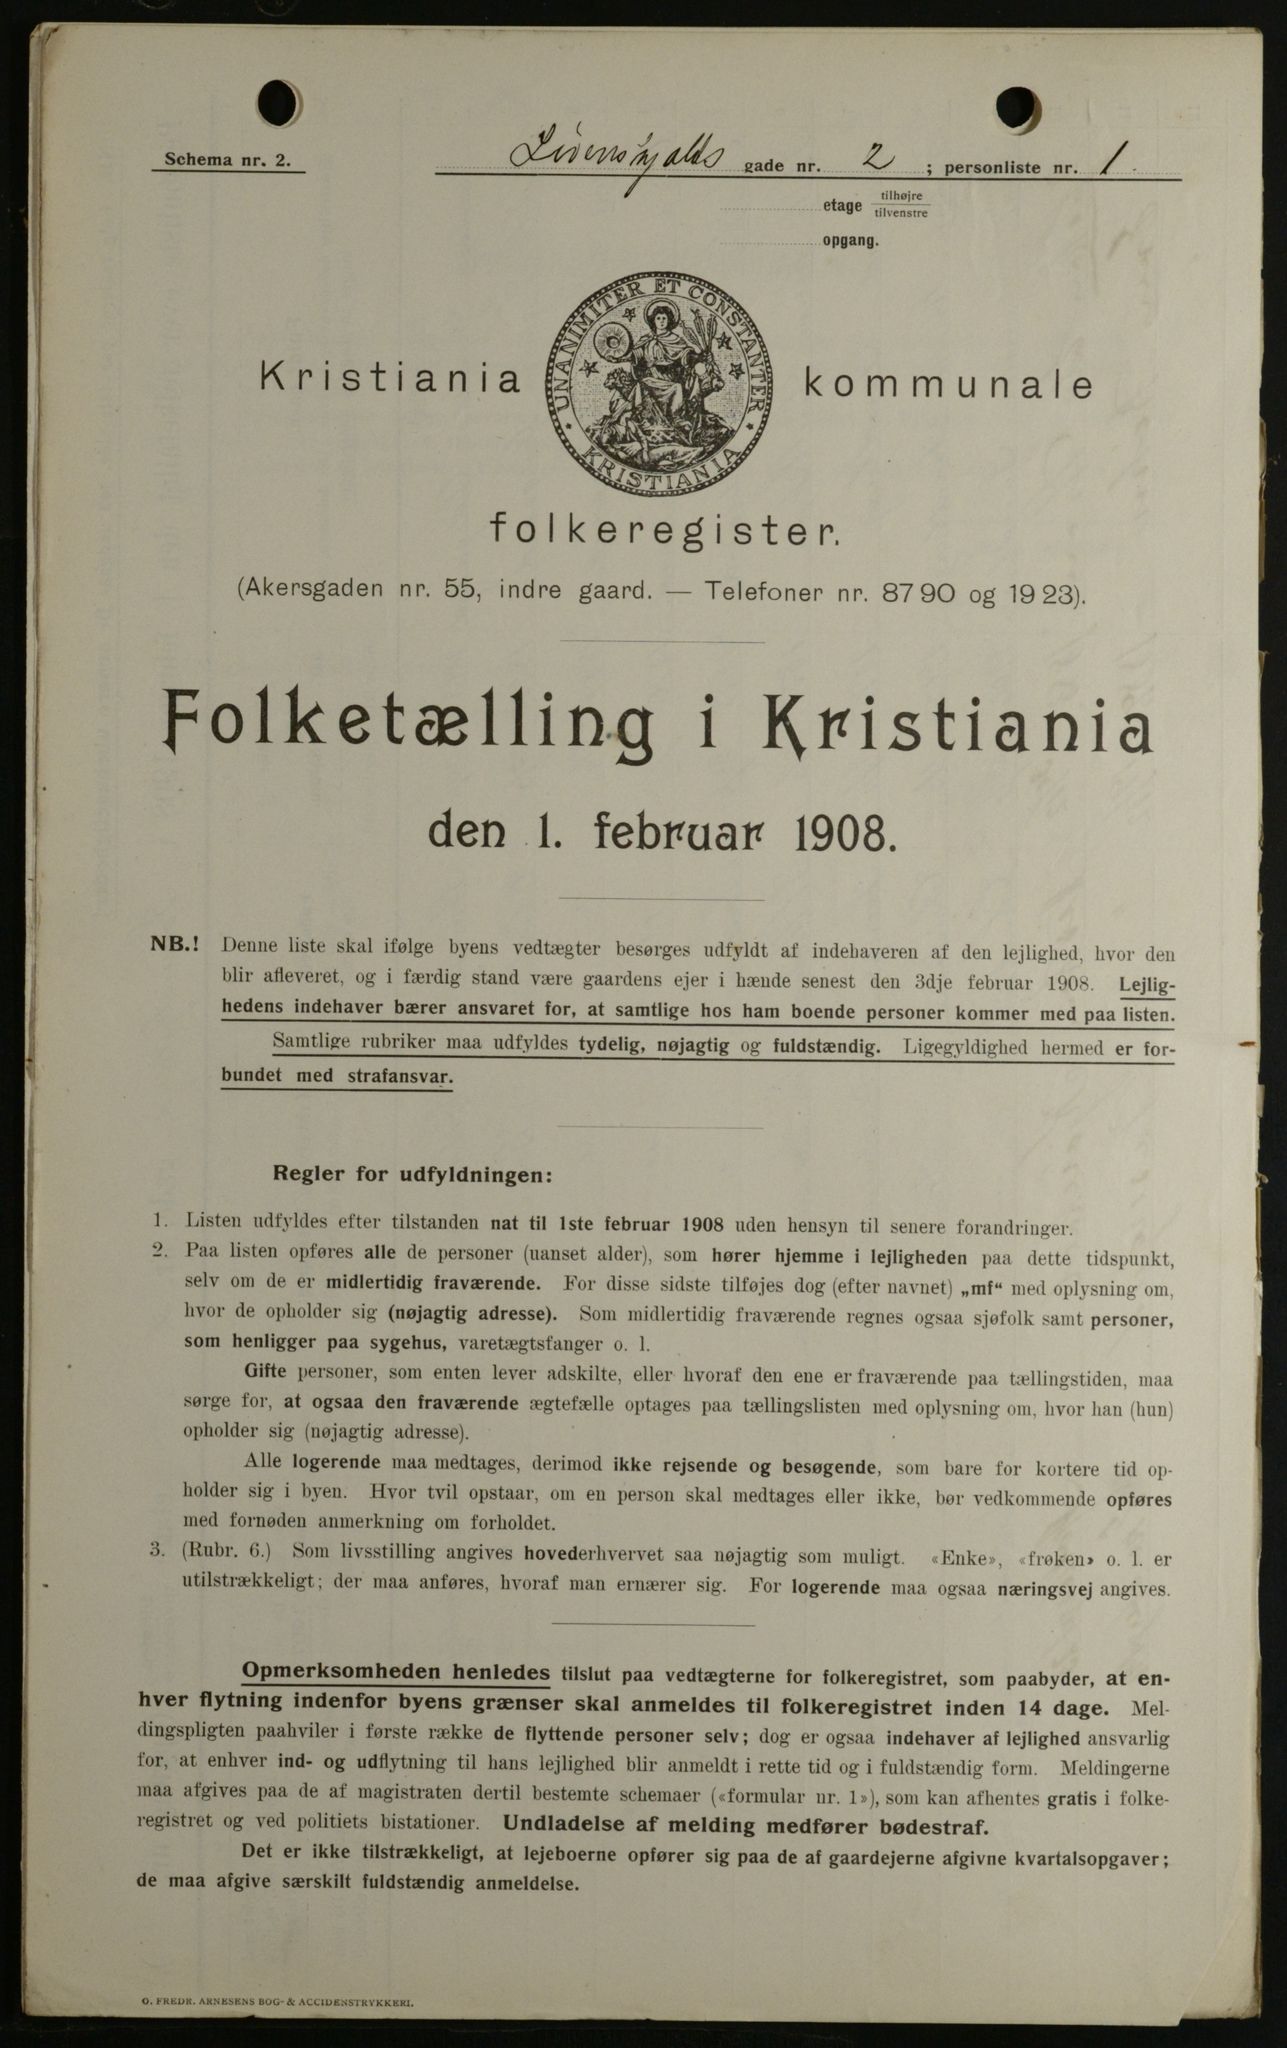 Schema nr. 2.
Løvenskjolds gade nr. 2 ; personliste nr. 1.
etage tilhøjre
tilvenstre
opgang.
UNANIMITER ET CONSTANTER
KRISTIANIA
Kristiania kommunale
folkeregister.
(Akersgaden nr. 55, indre gaard. — Telefoner nr. 87 90 og 19 23).
Folketælling i Kristiania
den 1. februar 1908.
NB.! Denne liste skal ifølge byens vedtægter besørges udfyldt af indehaveren af den lejlighed, hvor den
blir afleveret, og i færdig stand være gaardens ejer i hænde senest den 3dje februar 1908. Lejlig-
hedens indehaver bærer ansvaret for, at samtlige hos ham boende personer kommer med paa listen.
Samtlige rubriker maa udfyldes tydelig, nøjagtig og fuldstændig. Ligegyldighed hermed er for-
bundet med strafansvar.
Regler for udfyldningen:
1. Listen udfyldes efter tilstanden nat til 1ste februar 1908 uden hensyn til senere forandringer.
2. Paa listen opføres alle de personer (uanset alder), som hører hjemme i lejligheden paa dette tidspunkt,
selv om de er midlertidig fraværende. For disse sidste tilføjes dog (efter navnet) „mf“ med oplysning om,
hvor de opholder sig (nøjagtig adresse). Som midlertidig fraværende regnes ogsaa sjøfolk samt personer,
som henligger paa sygehus, varetægtsfanger o. l.
Gifte personer, som enten lever adskilte, eller hvoraf den ene er fraværende paa tællingstiden, maa
sørge for, at ogsaa den fraværende ægtefælle optages paa tællingslisten med oplysning om, hvor han (hun)
opholder sig (nøjagtig adresse).
Alle logerende maa medtages, derimod ikke rejsende og besøgende, som bare for kortere tid op-
holder sig i byen. Hvor tvil opstaar, om en person skal medtages eller ikke, bør vedkommende opføres
med fornøden anmerkning om forholdet.
3. (Rubr. 6.) Som livsstilling angives hovederhvervet saa nøjagtig som muligt. «Enke», «frøken» o. l. er
utilstrækkeligt; der maa anføres, hvoraf man ernærer sig. For logerende maa ogsaa næringsvej angives.
Opmerksomheden henledes tilslut paa vedtægterne for folkeregistret, som paabyder, at en-
hver flytning indenfor byens grænser skal anmeldes til folkeregistret inden 14 dage. Mel-
dingspligten paahviler i første række de flyttende personer selv; dog er ogsaa indehaver af lejlighed ansvarlig
for, at enhver ind- og udflytning til hans lejlighed blir anmeldt i rette tid og i fuldstændig form. Meldingerne
maa afgives paa de af magistraten dertil bestemte schemaer («formular nr. 1»), som kan afhentes gratis i folke-
registret og ved politiets bistationer. Undladelse af melding medfører bødestraf.
Det er ikke tilstrækkeligt, at lejeboerne opfører sig paa de af gaardejerne afgivne kvartalsopgaver;
de maa afgive særskilt fuldstændig anmeldelse.
O. FREDR. ARNESENS BOG- & ACCIDENSTRYKKERI.